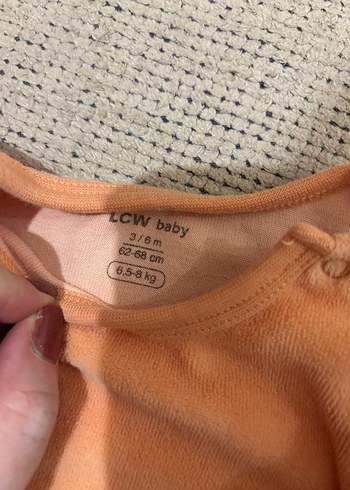 LCW baby
3 / 6 m
62-68 cm
6.5-8 kg